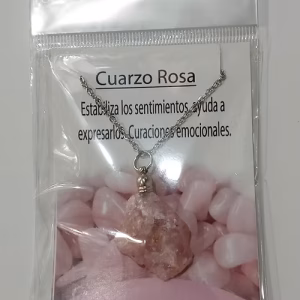 Cuarzo Rosa
Estabiliza los sentimientos, ayuda a
expresarlos. Curaciones emocionales.